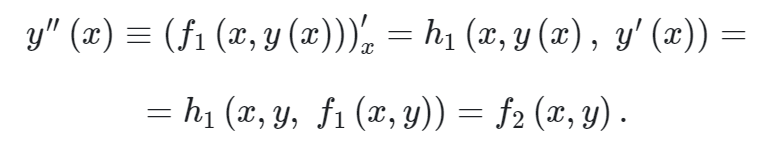 y″ (x) ≡ (f₁ (x, y (x)))′ₓ = h₁ (x, y (x) , y′ (x)) =
= h₁ (x, y, f₁ (x, y)) = f₂ (x, y) .